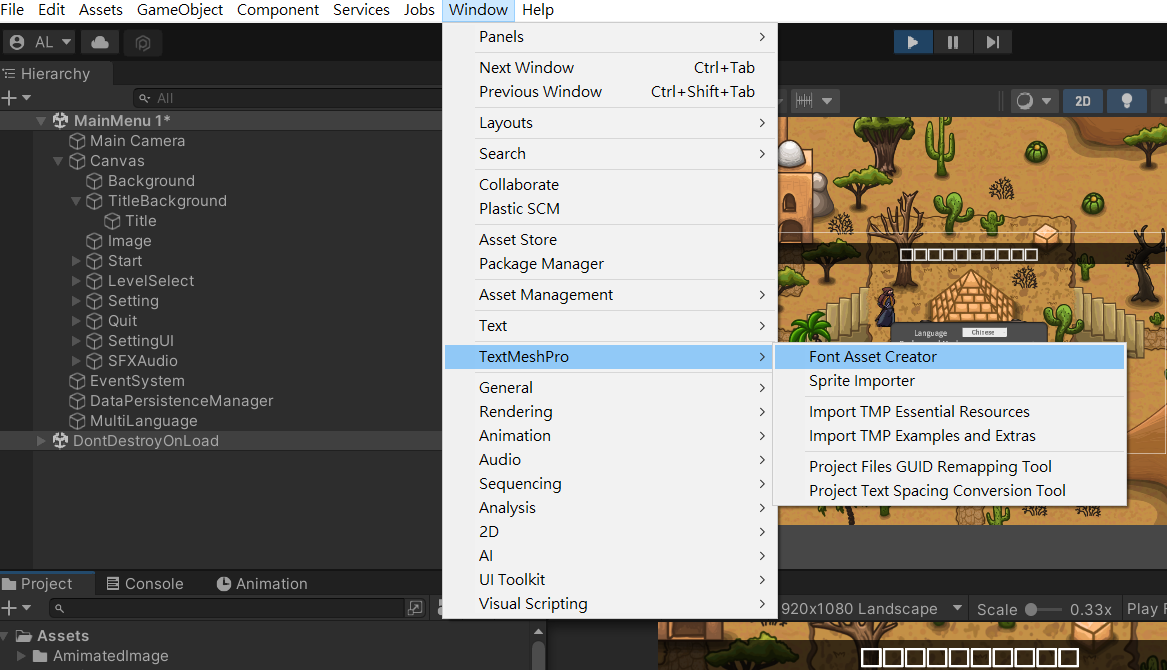 File Edit Assets GameObject Component Services Jobs Window Help
AL
Hierarchy
All
MainMenu 1*
Main Camera
Canvas
Background
TitleBackground
Title
Image
Start
LevelSelect
Setting
Quit
SettingUI
SFXAudio
EventSystem
DataPersistenceManager
MultiLanguage
DontDestroyOnLoad
Panels
Next Window Ctrl+Tab
Previous Window Ctrl+Shift+Tab
Layouts
Search
Collaborate
Plastic SCM
Asset Store
Package Manager
Asset Management
Text
TextMeshPro
General
Rendering
Animation
Audio
Sequencing
Analysis
2D
AI
UI Toolkit
Visual Scripting
Font Asset Creator
Sprite Importer
Import TMP Essential Resources
Import TMP Examples and Extras
Project Files GUID Remapping Tool
Project Text Spacing Conversion Tool
2D
Language Chinese
Project Console Animation
Assets
AmimatedImage
920x1080 Landscape Scale 0.33x Play